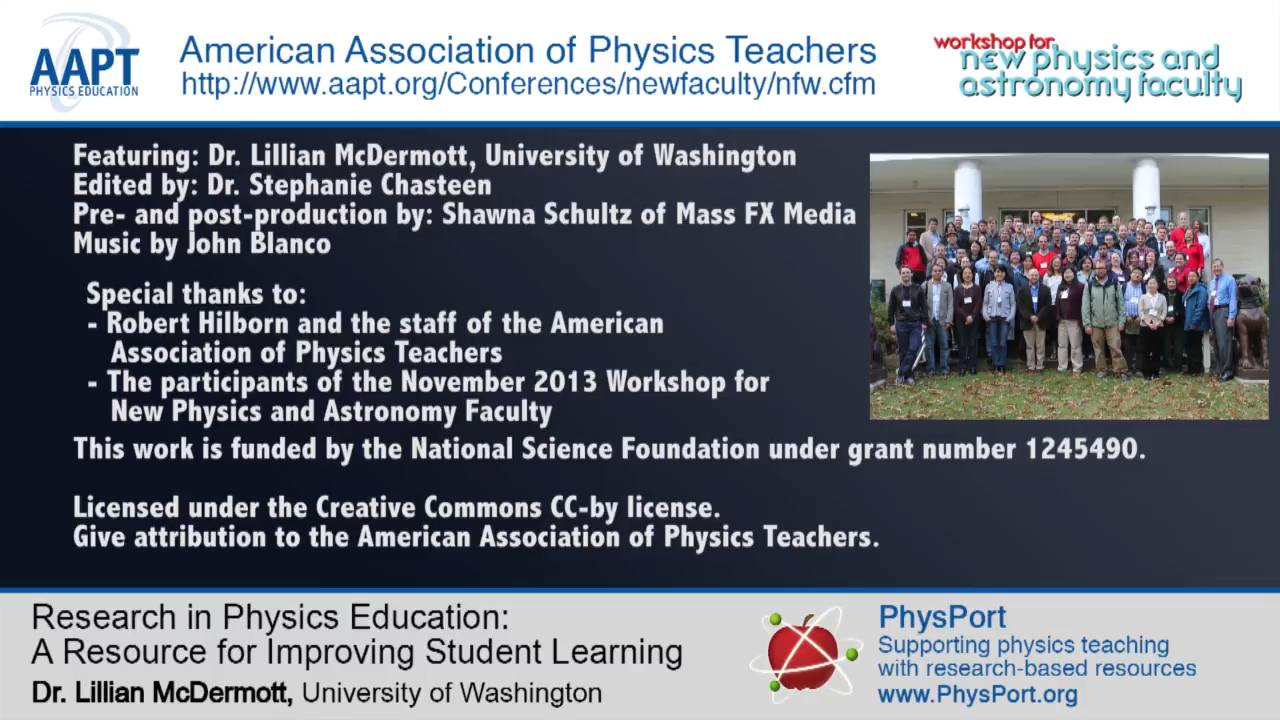 AAPT
PHYSICS EDUCATION
American Association of Physics Teachers
http://www.aapt.org/Conferences/newfaculty/nfw.cfm
workshop for
new physics and
astronomy faculty
Featuring: Dr. Lillian McDermott, University of Washington
Edited by: Dr. Stephanie Chasteen
Pre- and post-production by: Shawna Schultz of Mass FX Media
Music by John Blanco
Special thanks to:
- Robert Hilborn and the staff of the American
Association of Physics Teachers
- The participants of the November 2013 Workshop for
New Physics and Astronomy Faculty
This work is funded by the National Science Foundation under grant number 1245490.
Licensed under the Creative Commons CC-by license.
Give attribution to the American Association of Physics Teachers.
Research in Physics Education:
A Resource for Improving Student Learning
Dr. Lillian McDermott, University of Washington
PhysPort
Supporting physics teaching
with research-based resources
www.PhysPort.org